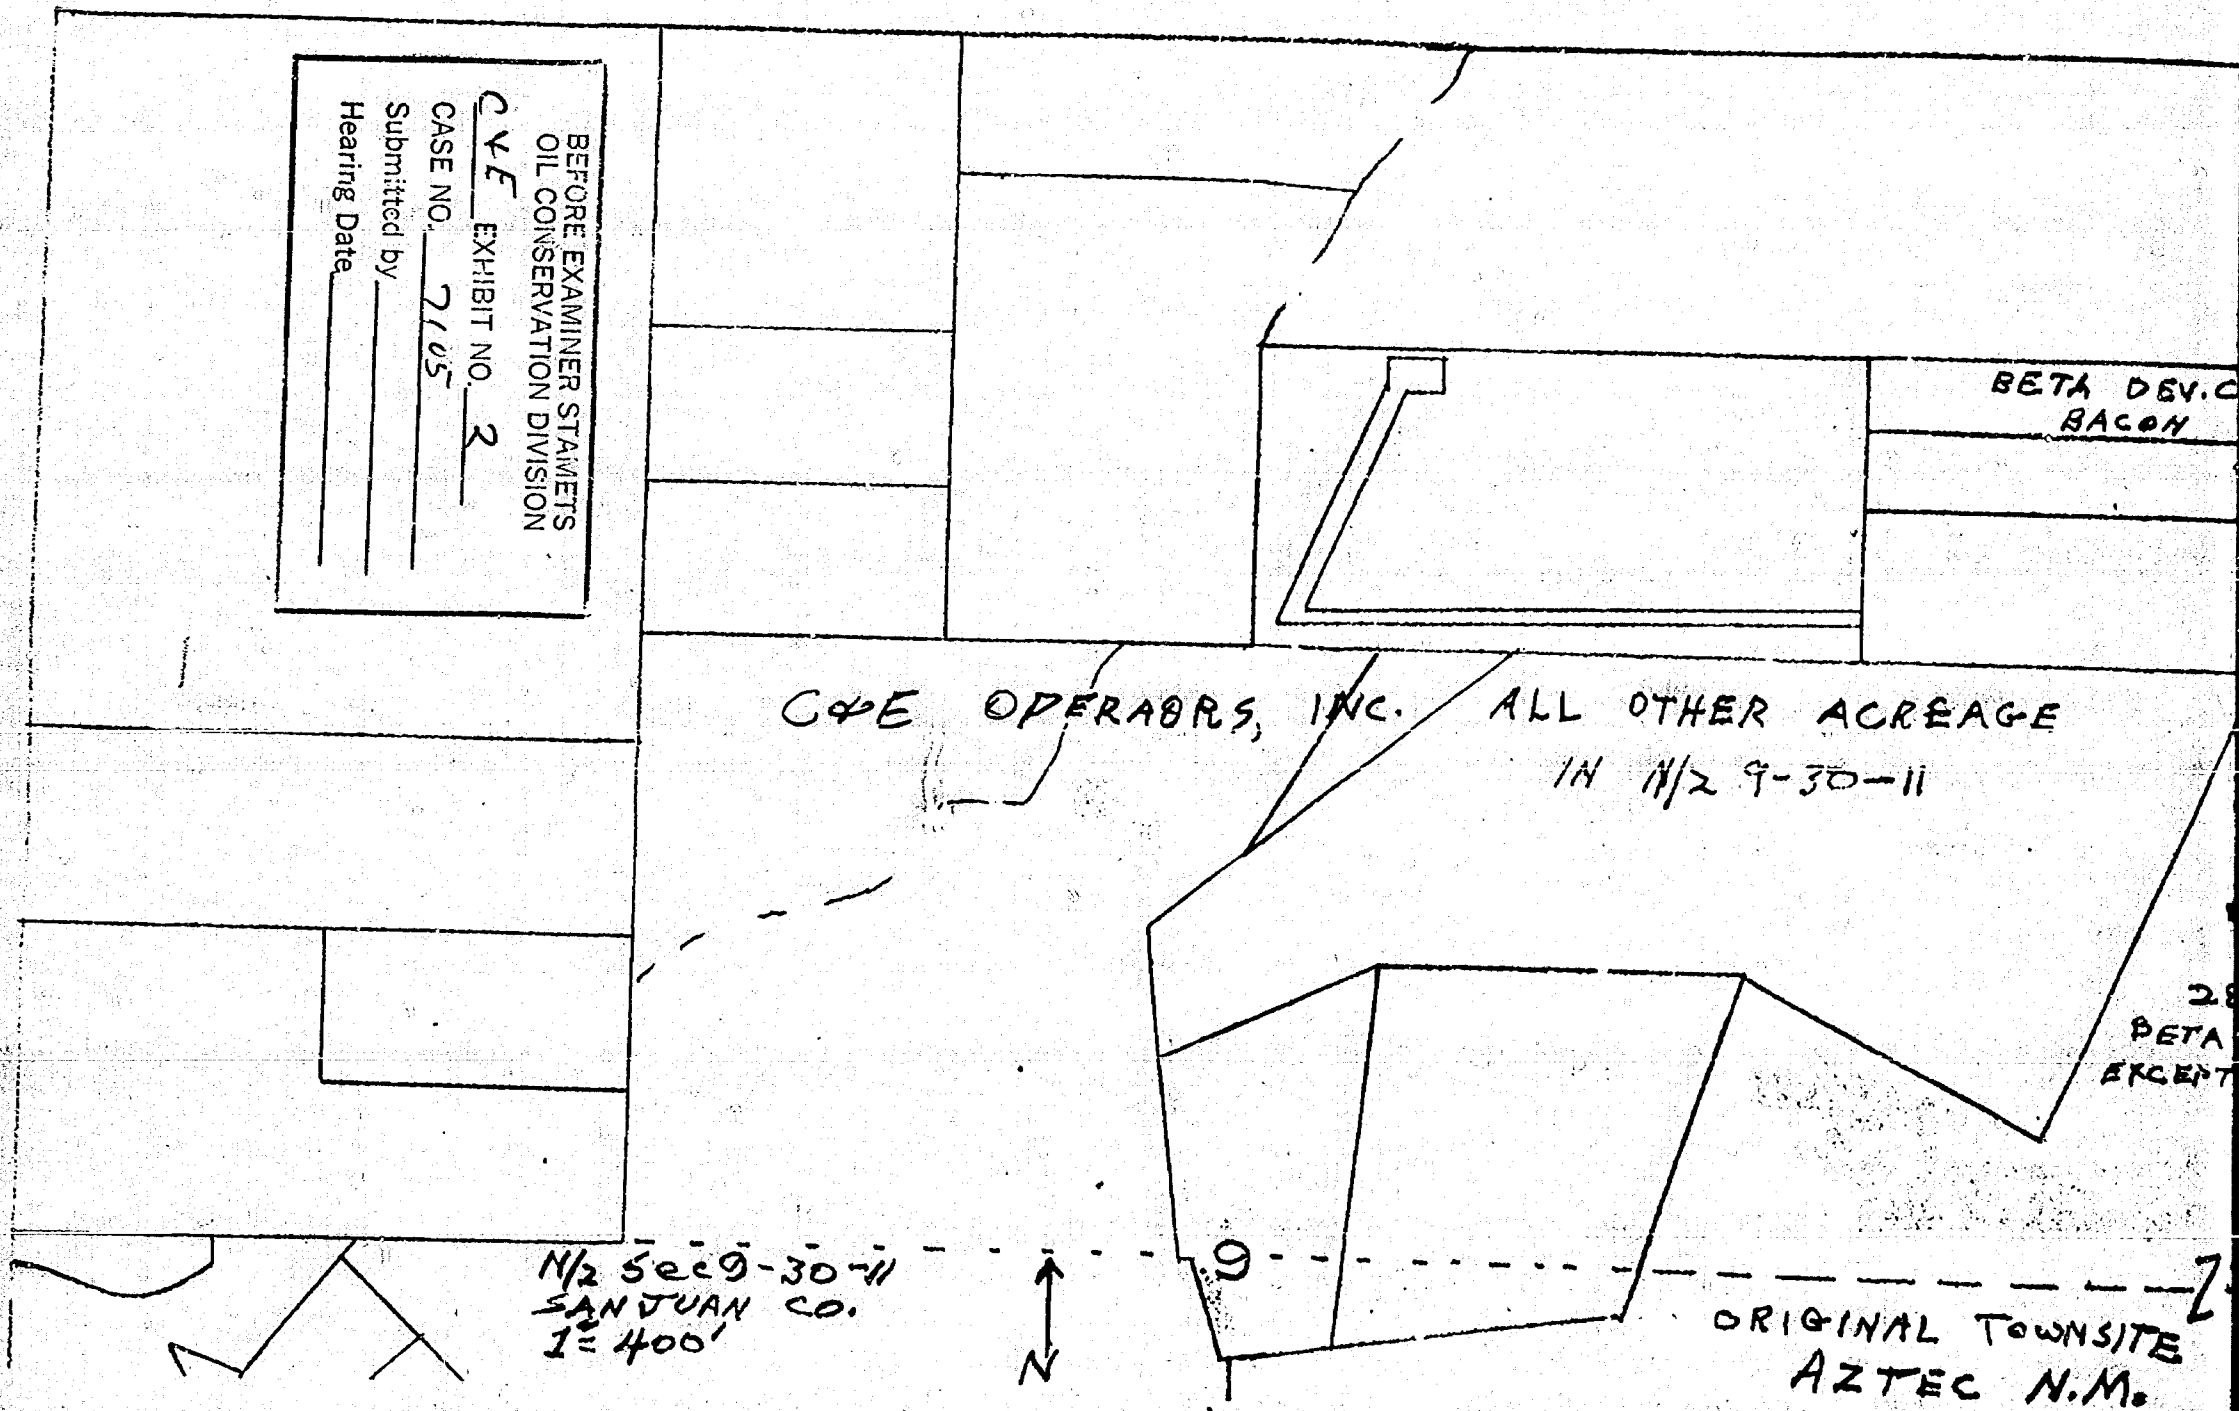 BEFORE EXAMINER STAMETS
OIL CONSERVATION DIVISION
C&E EXHIBIT NO. 2
CASE NO. 7105
Submitted by
Hearing Date
BETA DEV.C
BACON
C&E OPERAORS, INC. ALL OTHER ACREAGE
IN N/2 9-30-11
28
BETA
EXCEPT
9
N/2 Sec 9-30-11
SAN JUAN CO.
1"= 400'
N
ORIGINAL TOWNSITE
AZTEC N.M.